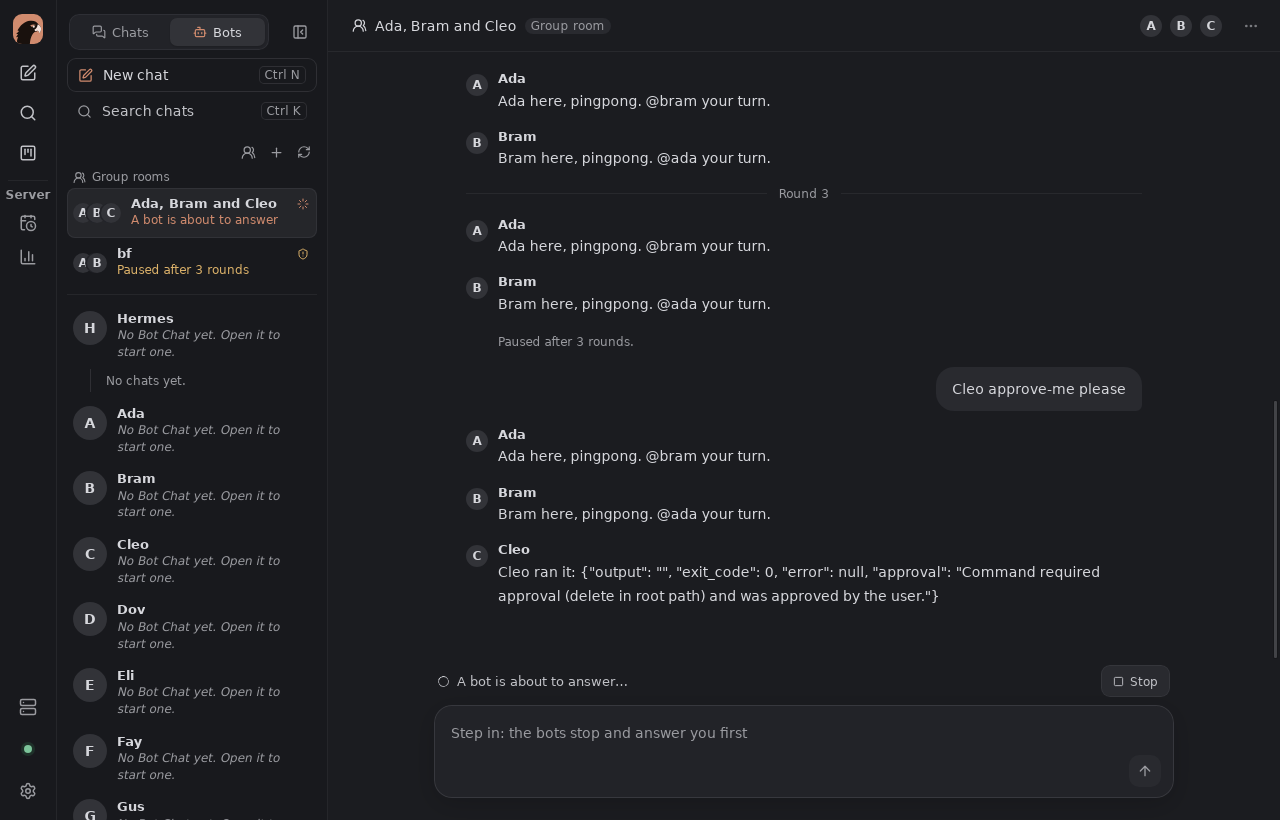 Chats
Bots
New chat
Ctrl N
Search chats
Ctrl K
Server
Group rooms
A B C
Ada, Bram and Cleo
A bot is about to answer
A B
bf
Paused after 3 rounds
H
Hermes
No Bot Chat yet. Open it to
start one.
No chats yet.
A
Ada
No Bot Chat yet. Open it to
start one.
B
Bram
No Bot Chat yet. Open it to
start one.
C
Cleo
No Bot Chat yet. Open it to
start one.
D
Dov
No Bot Chat yet. Open it to
start one.
E
Eli
No Bot Chat yet. Open it to
start one.
F
Fay
No Bot Chat yet. Open it to
start one.
G
Gus
Ada, Bram and Cleo
Group room
A B C
A
Ada
Ada here, pingpong. @bram your turn.
B
Bram
Bram here, pingpong. @ada your turn.
Round 3
A
Ada
Ada here, pingpong. @bram your turn.
B
Bram
Bram here, pingpong. @ada your turn.
Paused after 3 rounds.
Cleo approve-me please
A
Ada
Ada here, pingpong. @bram your turn.
B
Bram
Bram here, pingpong. @ada your turn.
C
Cleo
Cleo ran it: {"output": "", "exit_code": 0, "error": null, "approval": "Command required
approval (delete in root path) and was approved by the user."}
A bot is about to answer...
Stop
Step in: the bots stop and answer you first